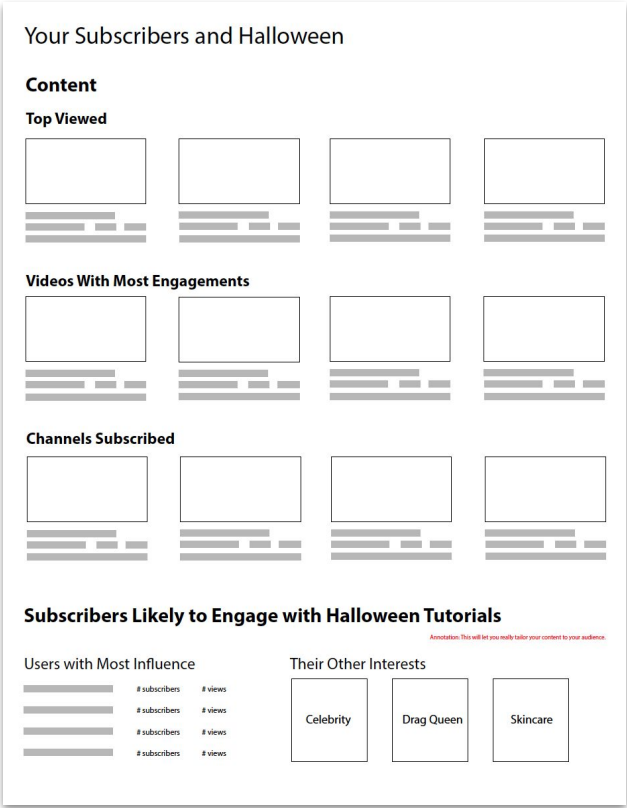 Your Subscribers and Halloween
Content
Top Viewed
Videos With Most Engagements
Channels Subscribed
Subscribers Likely to Engage with Halloween Tutorials
Annotation: This will let you really tailor your content to your audience.
Users with Most Influence
# subscribers # views
# subscribers # views
# subscribers # views
# subscribers # views
Their Other Interests
Celebrity
Drag Queen
Skincare